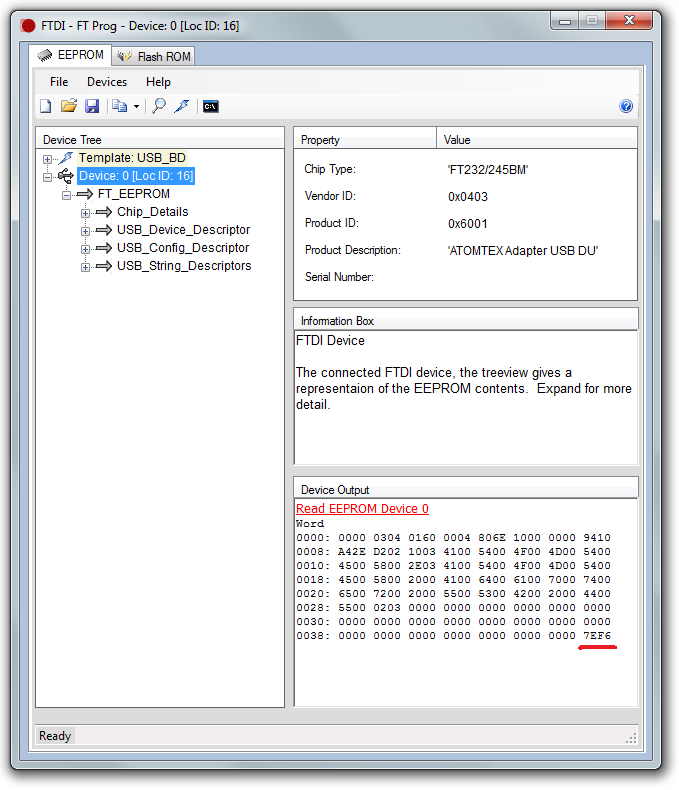 FTDI - FT Prog - Device: 0 [Loc ID: 16]
EEPROM Flash ROM
File Devices Help
C:\
Device Tree
Template: USB_BD
Device: 0 [Loc ID: 16]
FT_EEPROM
Chip_Details
USB_Device_Descriptor
USB_Config_Descriptor
USB_String_Descriptors
Property Value
Chip Type: 'FT232/245BM'
Vendor ID: 0x0403
Product ID: 0x6001
Product Description: 'ATOMTEX Adapter USB DU'
Serial Number:
Information Box
FTDI Device
The connected FTDI device, the treeview gives a
representaion of the EEPROM contents.  Expand for more
detail.
Device Output
Read EEPROM Device 0
Word
0000: 0000 0304 0160 0004 806E 1000 0000 9410
0008: A42E D202 1003 4100 5400 4F00 4D00 5400
0010: 4500 5800 2E03 4100 5400 4F00 4D00 5400
0018: 4500 5800 2000 4100 6400 6100 7000 7400
0020: 6500 7200 2000 5500 5300 4200 2000 4400
0028: 5500 0203 0000 0000 0000 0000 0000 0000
0030: 0000 0000 0000 0000 0000 0000 0000 0000
0038: 0000 0000 0000 0000 0000 0000 0000 7EF6
Ready